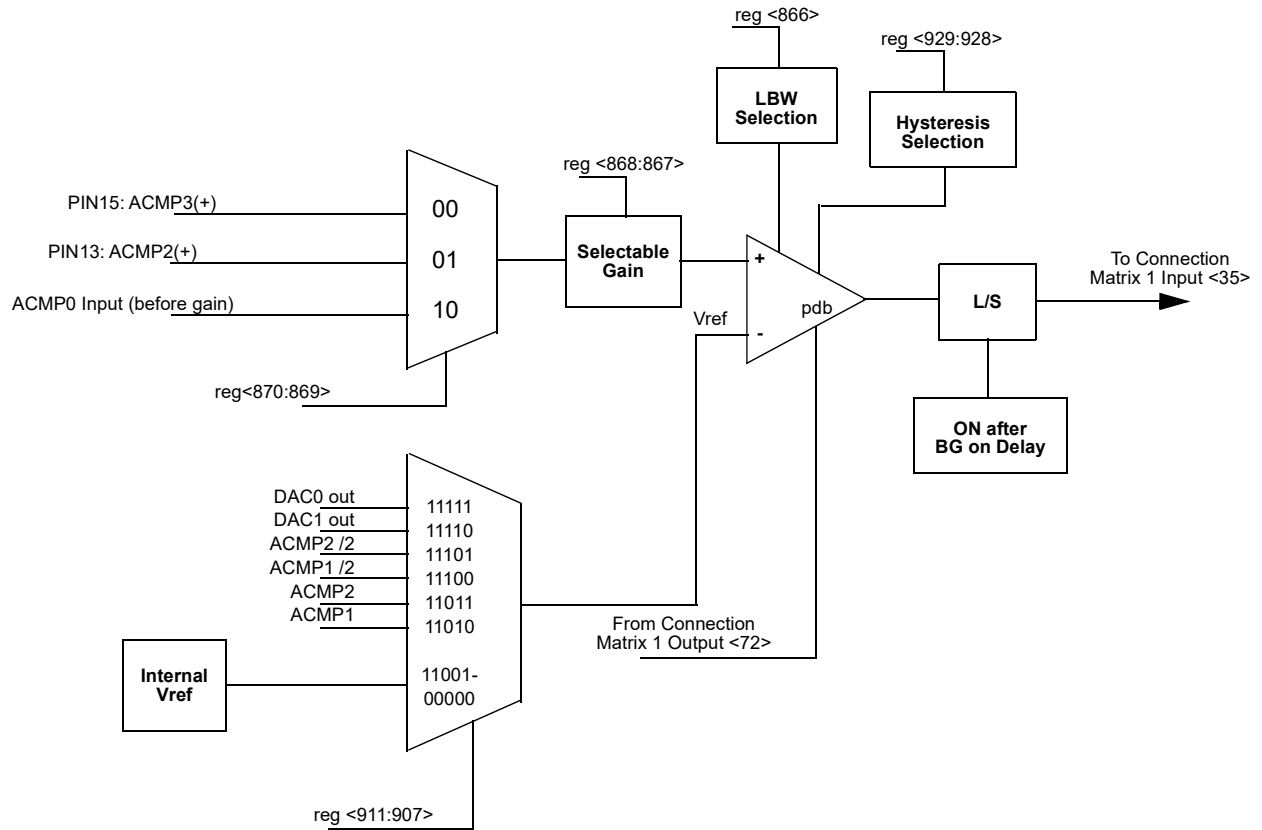 reg <866>
reg <929:928>
LBW
Selection
Hysteresis
Selection
reg <868:867>
PIN15: ACMP3(+)
00
PIN13: ACMP2(+)
01
ACMP0 Input (before gain)
10
Selectable
Gain
+
-
pdb
Vref
L/S
To Connection
Matrix 1 Input <35>
reg<870:869>
ON after
BG on Delay
DAC0 out
11111
DAC1 out
11110
ACMP2 /2
11101
ACMP1 /2
11100
ACMP2
11011
ACMP1
11010
From Connection
Matrix 1 Output <72>
Internal
Vref
11001-
00000
reg <911:907>